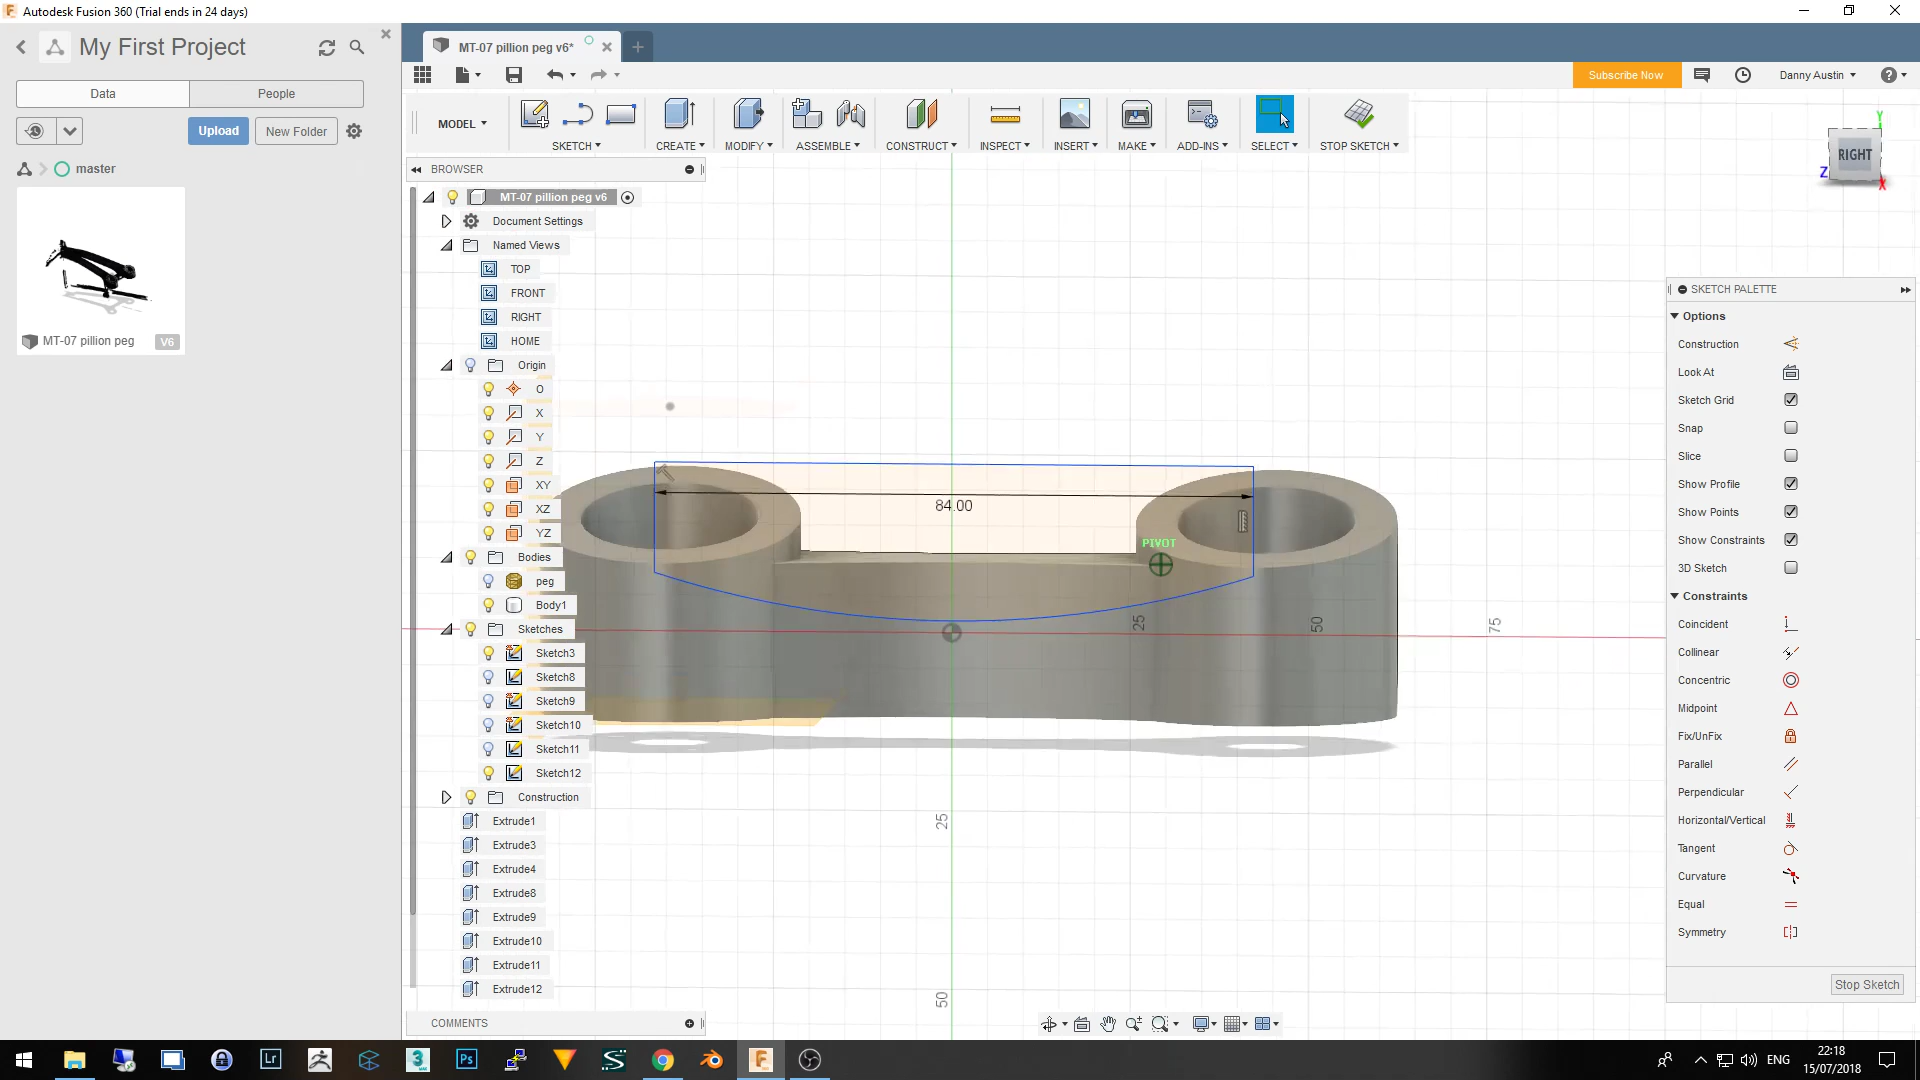 Autodesk Fusion 360 (Trial ends in 24 days)
My First Project
Data
People
Upload
New Folder
master
MT-07 pillion peg
V6
MT-07 pillion peg v6*
Subscribe Now
Danny Austin
MODEL
SKETCH
CREATE
MODIFY
ASSEMBLE
CONSTRUCT
INSPECT
INSERT
MAKE
ADD-INS
SELECT
STOP SKETCH
BROWSER
MT-07 pillion peg v6
Document Settings
Named Views
TOP
FRONT
RIGHT
HOME
Origin
O
X
Y
Z
XY
XZ
YZ
Bodies
peg
Body1
Sketches
Sketch3
Sketch8
Sketch9
Sketch10
Sketch11
Sketch12
Construction
Extrude1
Extrude3
Extrude4
Extrude8
Extrude9
Extrude10
Extrude11
Extrude12
COMMENTS
84.00
PIVOT
25
50
75
25
50
Y
RIGHT
Z
X
SKETCH PALETTE
Options
Construction
Look At
Sketch Grid
Snap
Slice
Show Profile
Show Points
Show Constraints
3D Sketch
Constraints
Coincident
Collinear
Concentric
Midpoint
Fix/UnFix
Parallel
Perpendicular
Horizontal/Vertical
Tangent
Curvature
Equal
Symmetry
Stop Sketch
Lr
3
Ps
ENG
22:18
15/07/2018